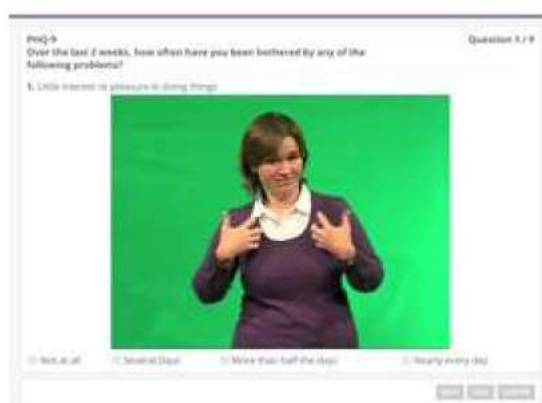 PHQ-9
Question 1 / 9
Over the last 2 weeks, how often have you been bothered by any of the
following problems?
1. Little interest or pleasure in doing things
Not at all
Several Days
More than half the days
Nearly every day